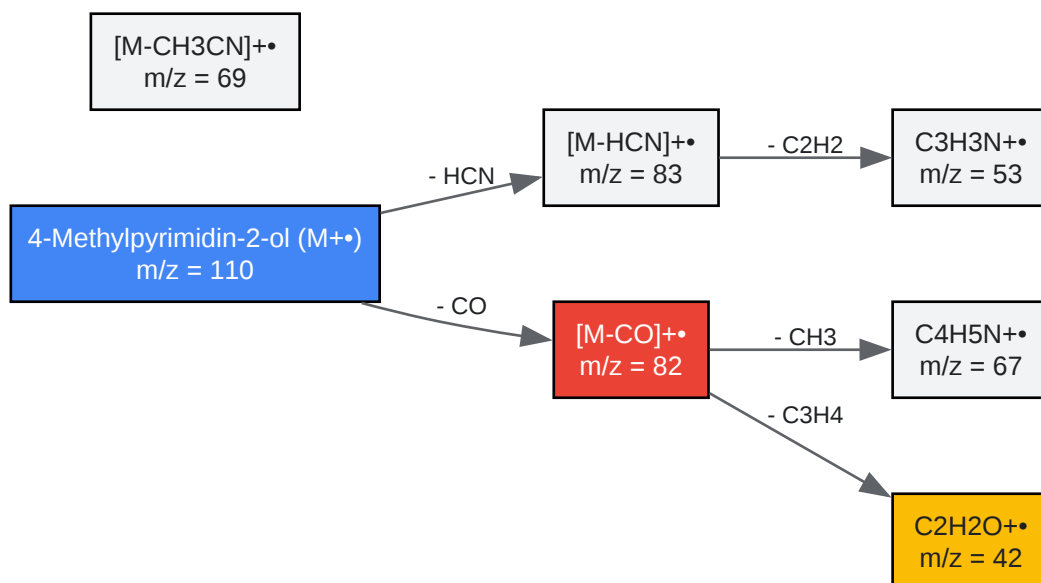 [M-CH3CN]+•
m/z = 69
4-Methylpyrimidin-2-ol (M+•)
m/z = 110
- HCN
- CO
[M-HCN]+•
m/z = 83
[M-CO]+•
m/z = 82
- C2H2
- CH3
- C3H4
C3H3N+•
m/z = 53
C4H5N+•
m/z = 67
C2H2O+•
m/z = 42